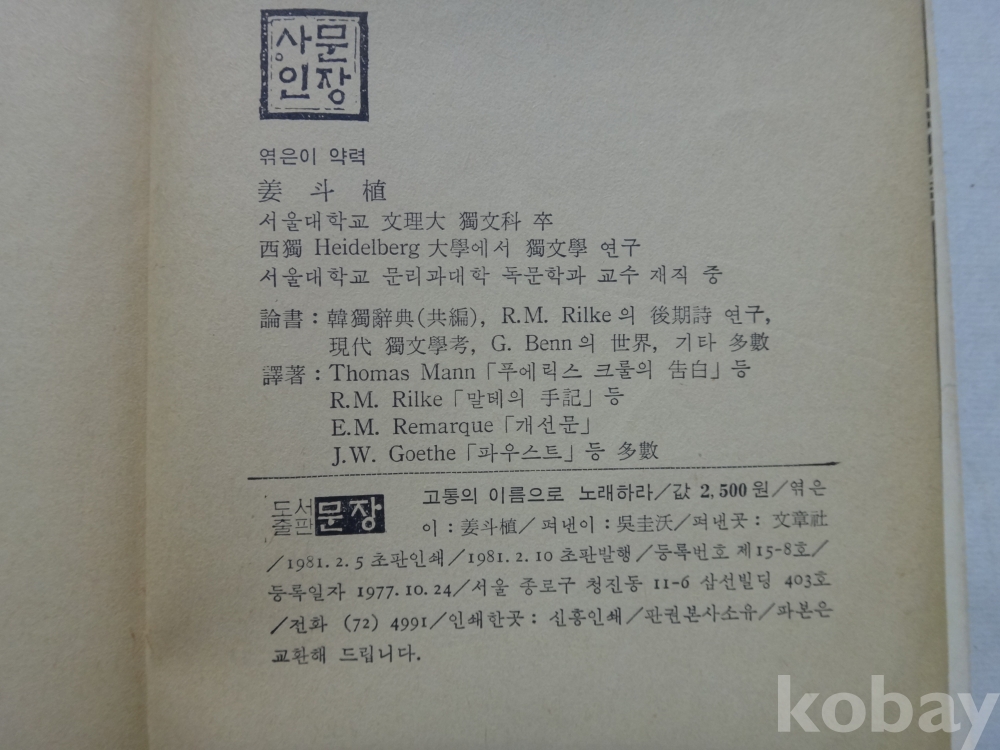 사문
인장
엮은이 약력
姜斗植
서울대학교 文理大 獨文科 卒
西獨 Heidelberg 大學에서 獨文學 연구
서울대학교 문리과대학 독문학과 교수 재직 중
論書 : 韓獨辭典(共編), R.M. Rilke의 後期詩 연구,
現代 獨文學考, G. Benn의 世界, 기타 多數
譯著 : Thomas Mann「푸에릭스 크룰의 告白」등
R.M. Rilke「말테의 手記」등
E.M. Remarque「개선문」
J.W. Goethe「파우스트」등 多數
도서출판 문장 고통의 이름으로 노래하라/값 2,500원/엮은
이 : 姜斗植/펴낸이 : 吳圭沃/펴낸곳 : 文章社
/1981. 2. 5 초판인쇄/1981. 2. 10 초판발행/등록번호 제15-8호/
등록일자 1977. 10. 24/서울 종로구 청진동 11-6 삼선빌딩 403호
/전화 (72) 4991/인쇄한곳 : 신흥인쇄/판권본사소유/파본은
교환해 드립니다.
kobay